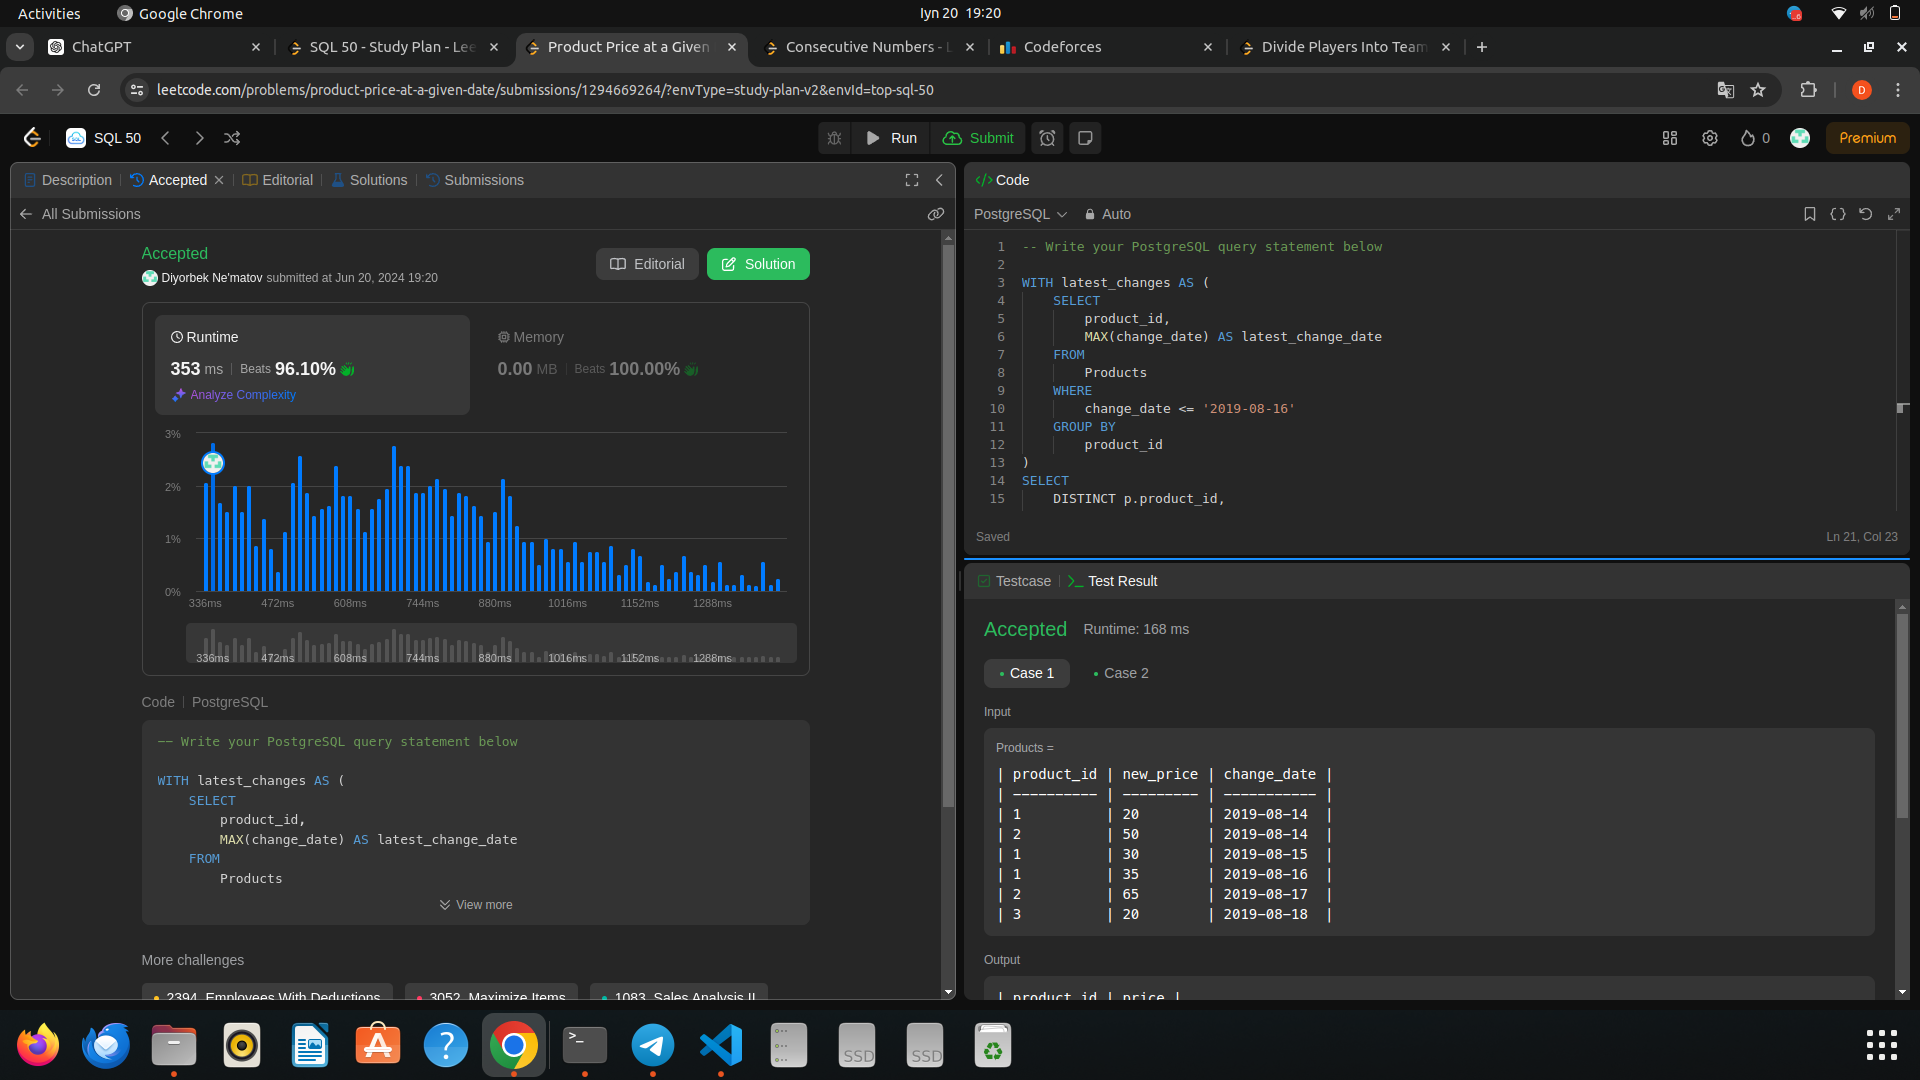 Activities
Google Chrome
Iyn 20 19:20
ChatGPT
SQL 50 - Study Plan - Lee
Product Price at a Given
Consecutive Numbers - L
Codeforces
Divide Players Into Team
leetcode.com/problems/product-price-at-a-given-date/submissions/1294669264/?envType=study-plan-v2&envId=top-sql-50
D
SQL 50
Run
Submit
0
Premium
Description
Accepted
Editorial
Solutions
Submissions
All Submissions
Accepted
Diyorbek Ne'matov submitted at Jun 20, 2024 19:20
Editorial
Solution
Runtime
353 ms
Beats 96.10%
Analyze Complexity
Memory
0.00 MB
Beats 100.00%
3%
2%
1%
0%
336ms 472ms 608ms 744ms 880ms 1016ms 1152ms 1288ms
336ms 472ms 608ms 744ms 880ms 1016ms 1152ms 1288ms
Code
PostgreSQL
-- Write your PostgreSQL query statement below
WITH latest_changes AS (
SELECT
product_id,
MAX(change_date) AS latest_change_date
FROM
Products
View more
More challenges
2394. Employees With Deductions
3052. Maximize Items
1083. Sales Analysis II
</> Code
PostgreSQL
Auto
1 -- Write your PostgreSQL query statement below
2
3 WITH latest_changes AS (
4 SELECT
5 product_id,
6 MAX(change_date) AS latest_change_date
7 FROM
8 Products
9 WHERE
10 change_date <= '2019-08-16'
11 GROUP BY
12 product_id
13 )
14 SELECT
15 DISTINCT p.product_id,
Saved
Ln 21, Col 23
Testcase
Test Result
Accepted
Runtime: 168 ms
Case 1
Case 2
Input
Products =
| product_id | new_price | change_date |
| ---------- | --------- | ----------- |
| 1 | 20 | 2019-08-14 |
| 2 | 50 | 2019-08-14 |
| 1 | 30 | 2019-08-15 |
| 1 | 35 | 2019-08-16 |
| 2 | 65 | 2019-08-17 |
| 3 | 20 | 2019-08-18 |
Output
| product_id | price |
SSD
SSD